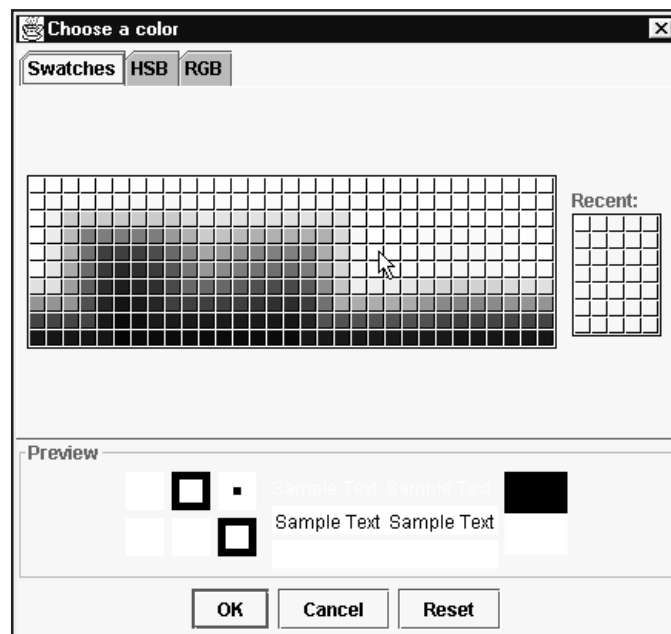 Choose a color
Swatches HSB RGB
Recent:
Preview
Sample Text Sample Text
Sample Text Sample Text
OK Cancel Reset